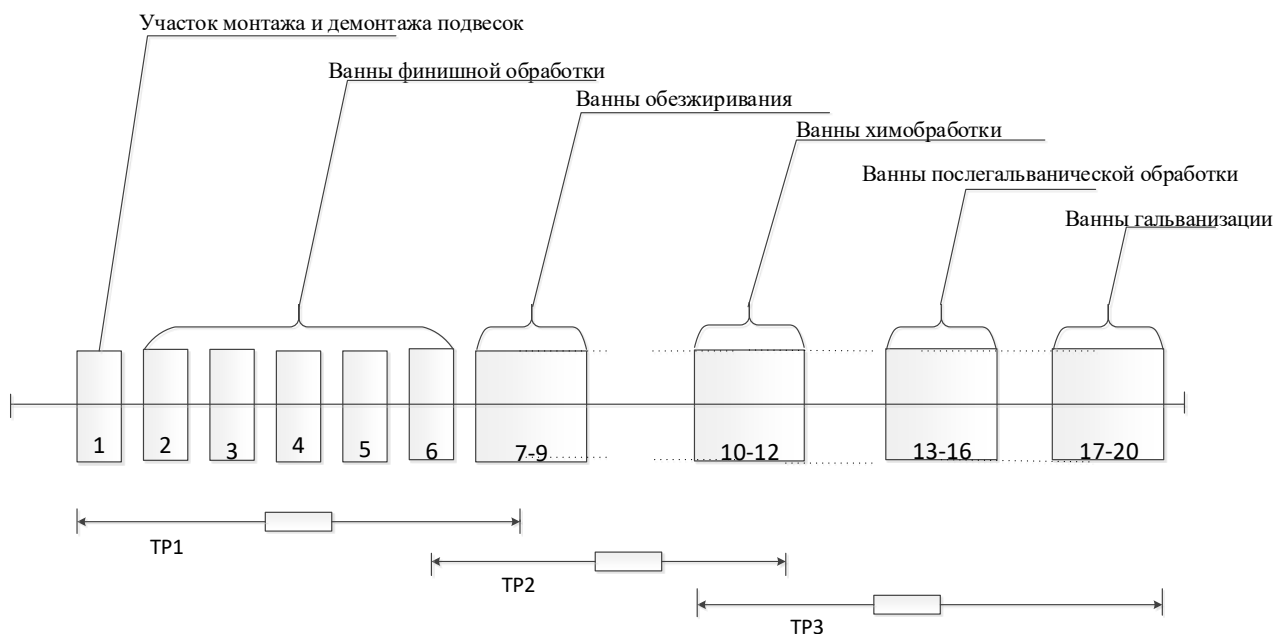 Участок монтажа и демонтажа подвесок
Ванны финишной обработки
Ванны обезжиривания
Ванны химобработки
Ванны послегальванической обработки
Ванны гальванизации
1
2
3
4
5
6
7-9
10-12
13-16
17-20
ТР1
ТР2
ТР3